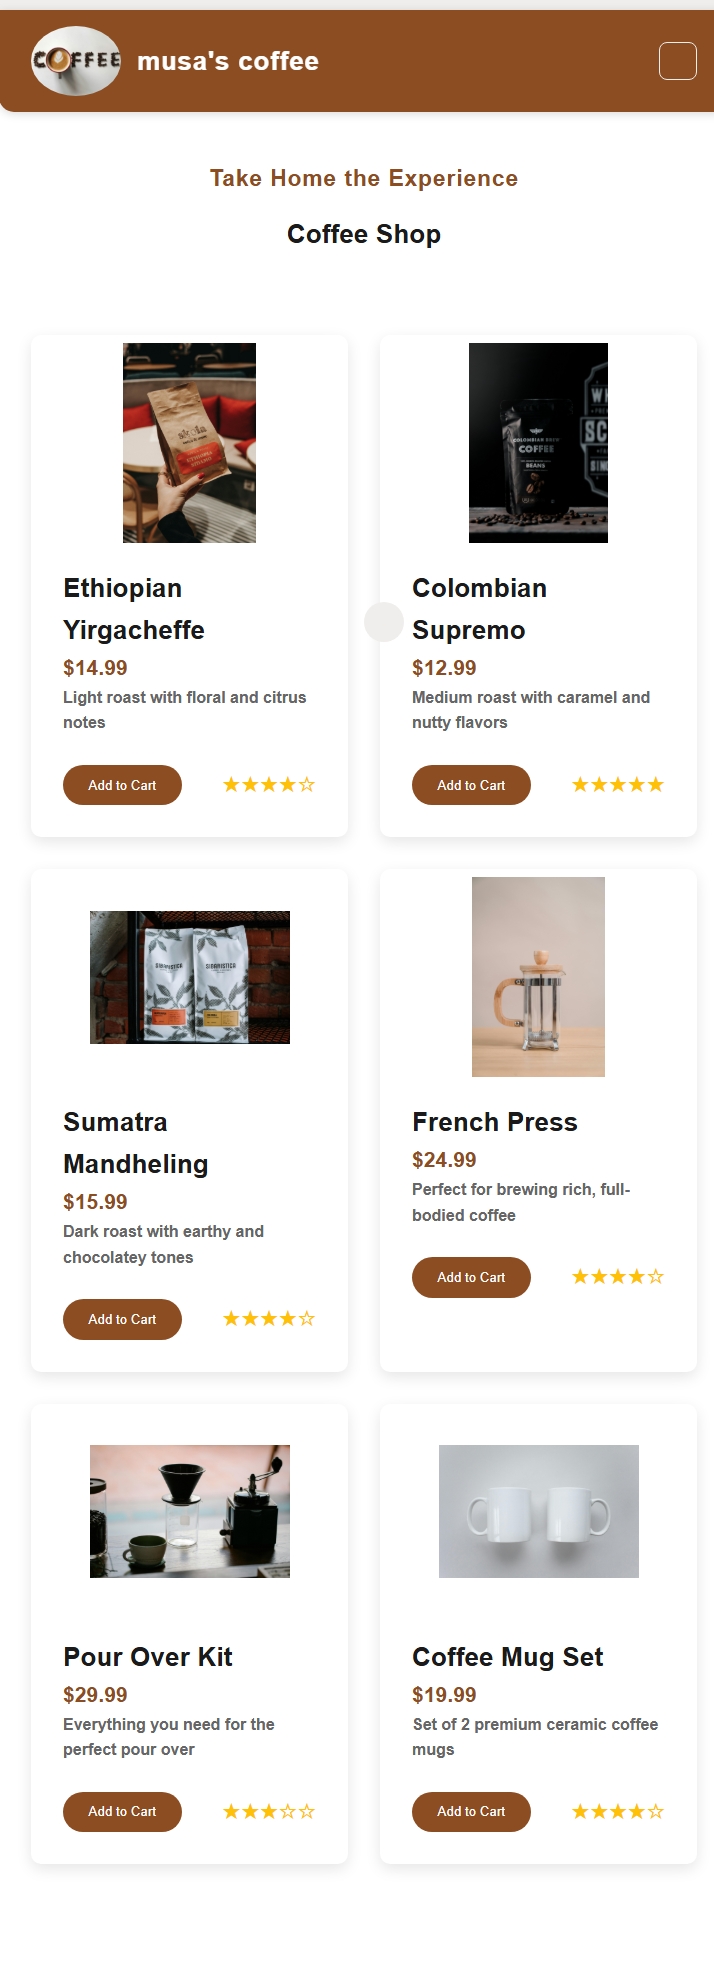 COFFEE
musa's coffee
Take Home the Experience
Coffee Shop
COLOMBIAN BREW
COFFEE
BEANS
WH
SC
SINC
Ethiopian
Yirgacheffe
$14.99
Light roast with floral and citrus
notes
Add to Cart
★★★★☆
Colombian
Supremo
$12.99
Medium roast with caramel and
nutty flavors
Add to Cart
★★★★★
SIBARISTICA
SIBARISTICA
Sumatra
Mandheling
$15.99
Dark roast with earthy and
chocolatey tones
Add to Cart
★★★★☆
French Press
$24.99
Perfect for brewing rich, full-
bodied coffee
Add to Cart
★★★★☆
Pour Over Kit
$29.99
Everything you need for the
perfect pour over
Add to Cart
★★★☆☆
Coffee Mug Set
$19.99
Set of 2 premium ceramic coffee
mugs
Add to Cart
★★★★☆